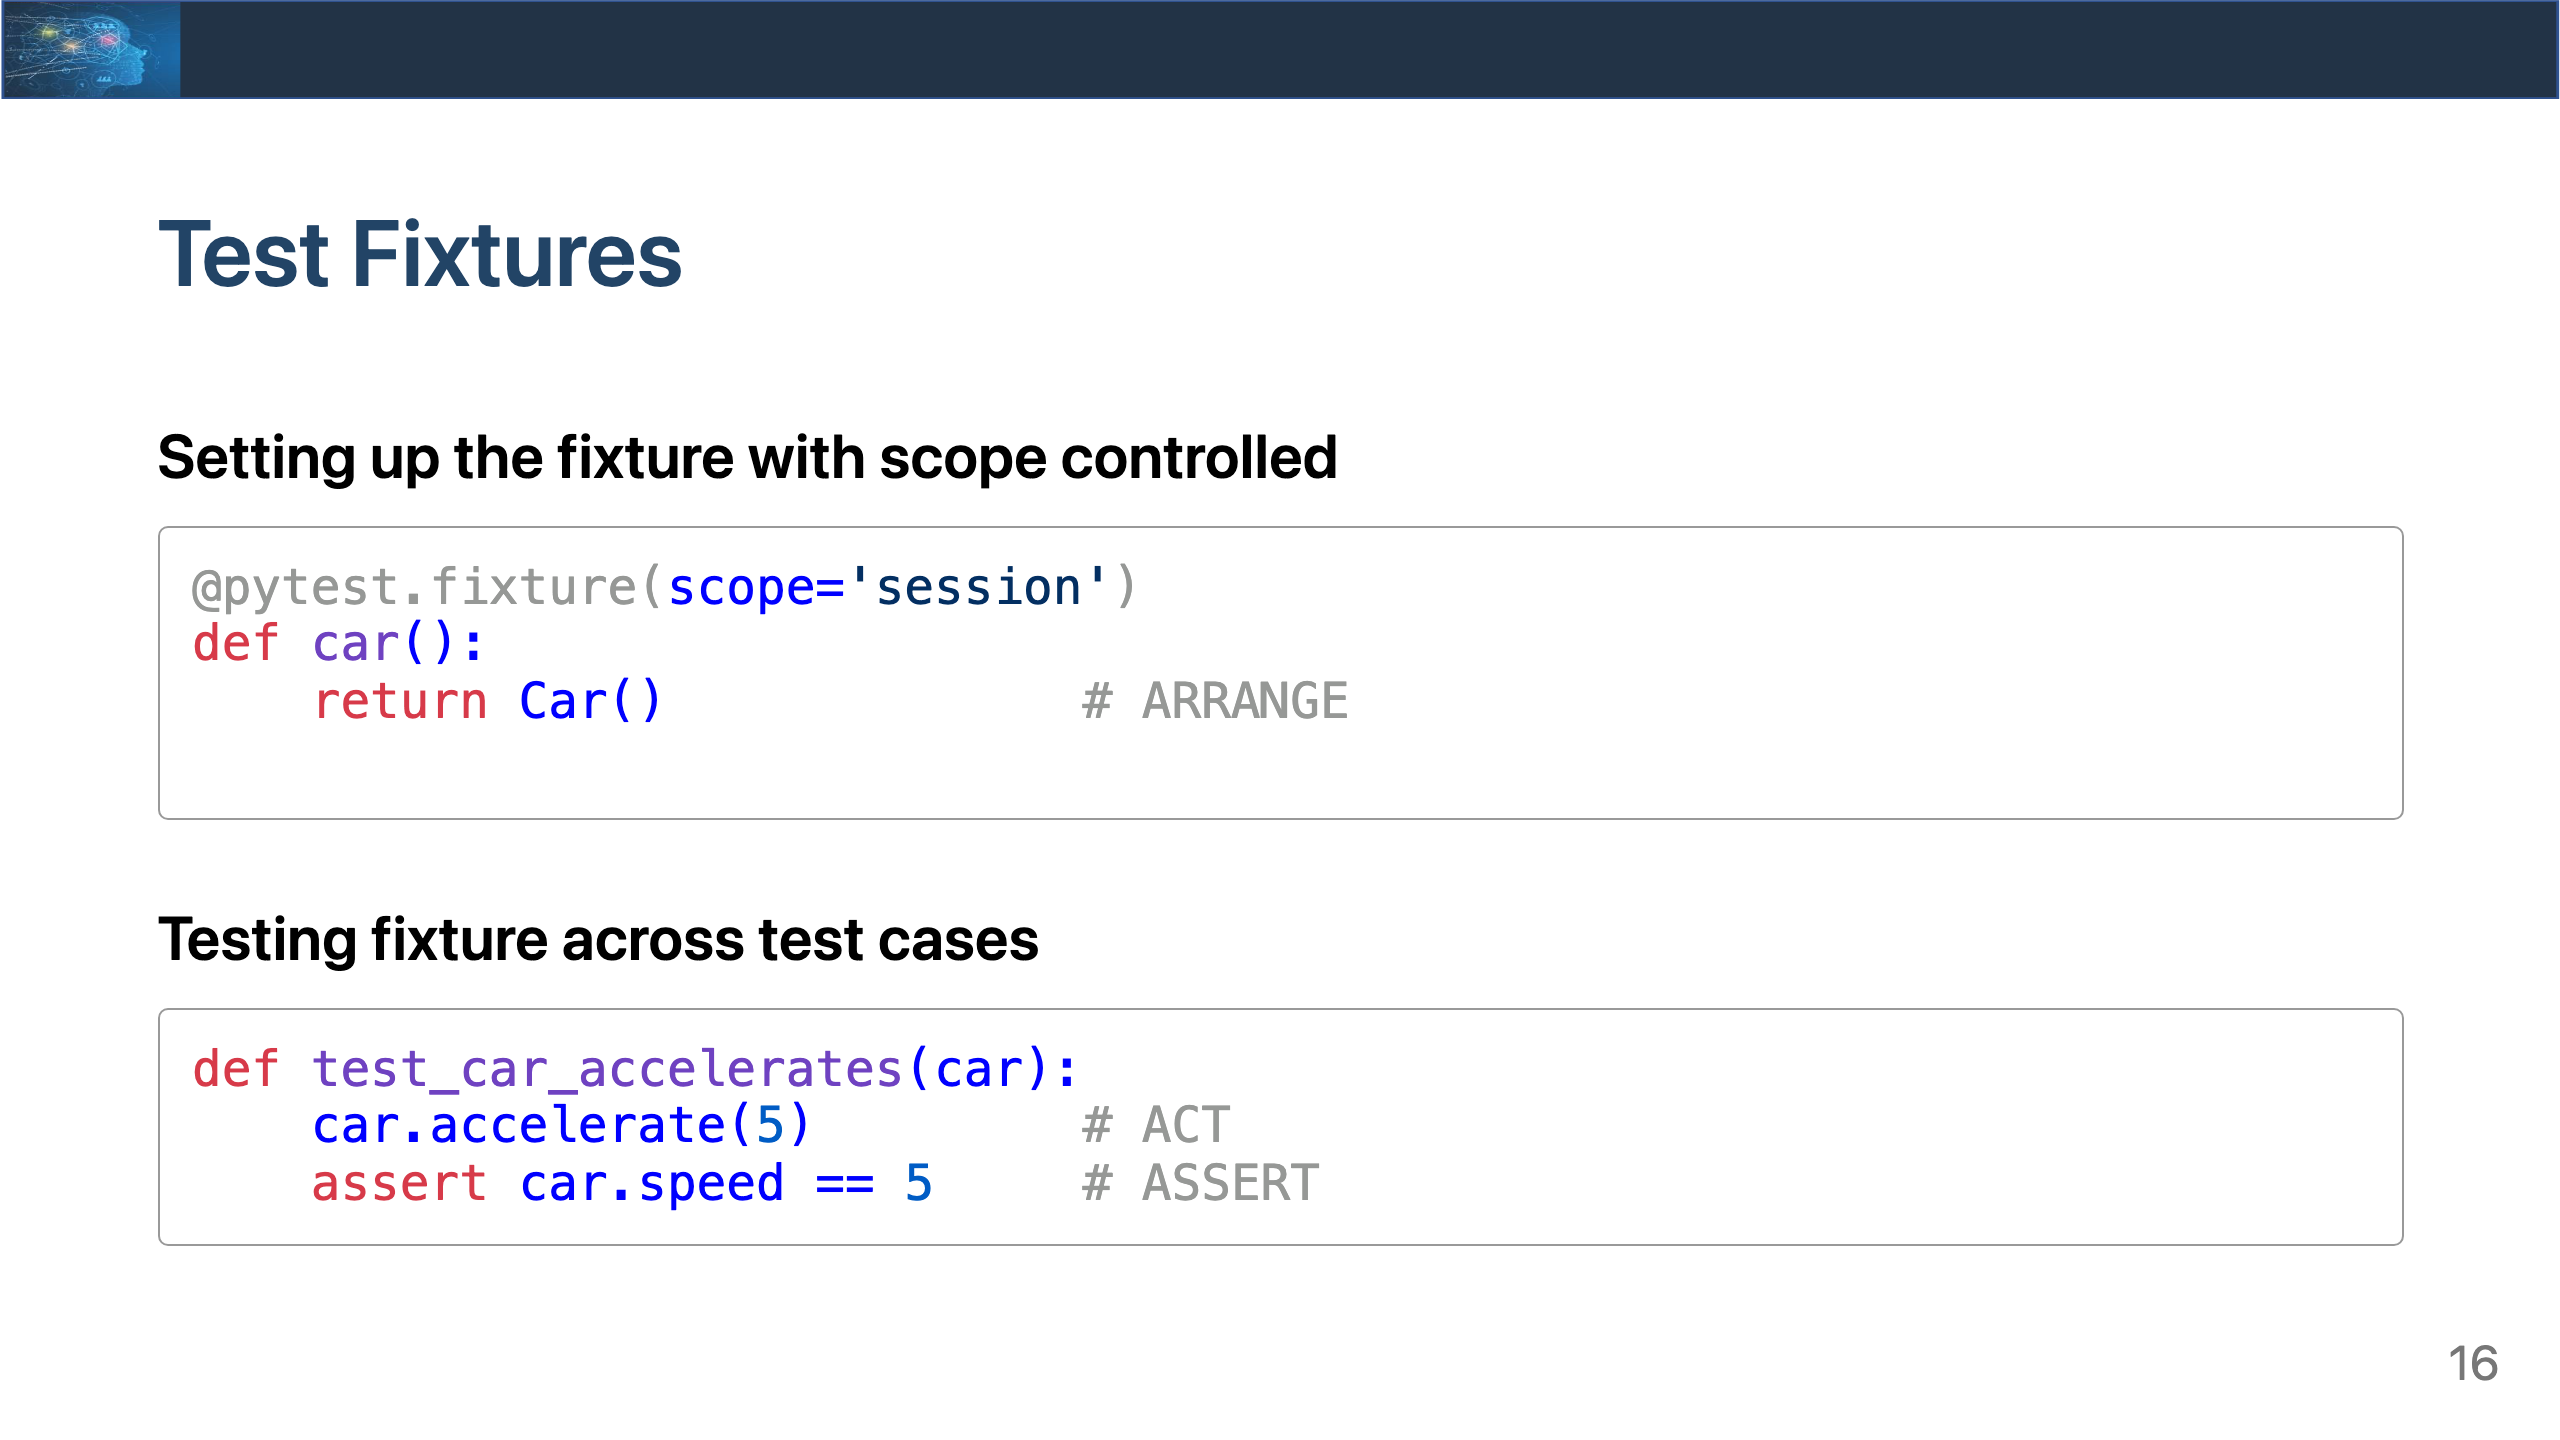 Test Fixtures
Setting up the fixture with scope controlled
@pytest.fixture(scope='session')
def car():
    return Car()              # ARRANGE
Testing fixture across test cases
def test_car_accelerates(car):
    car.accelerate(5)         # ACT
    assert car.speed == 5     # ASSERT
16